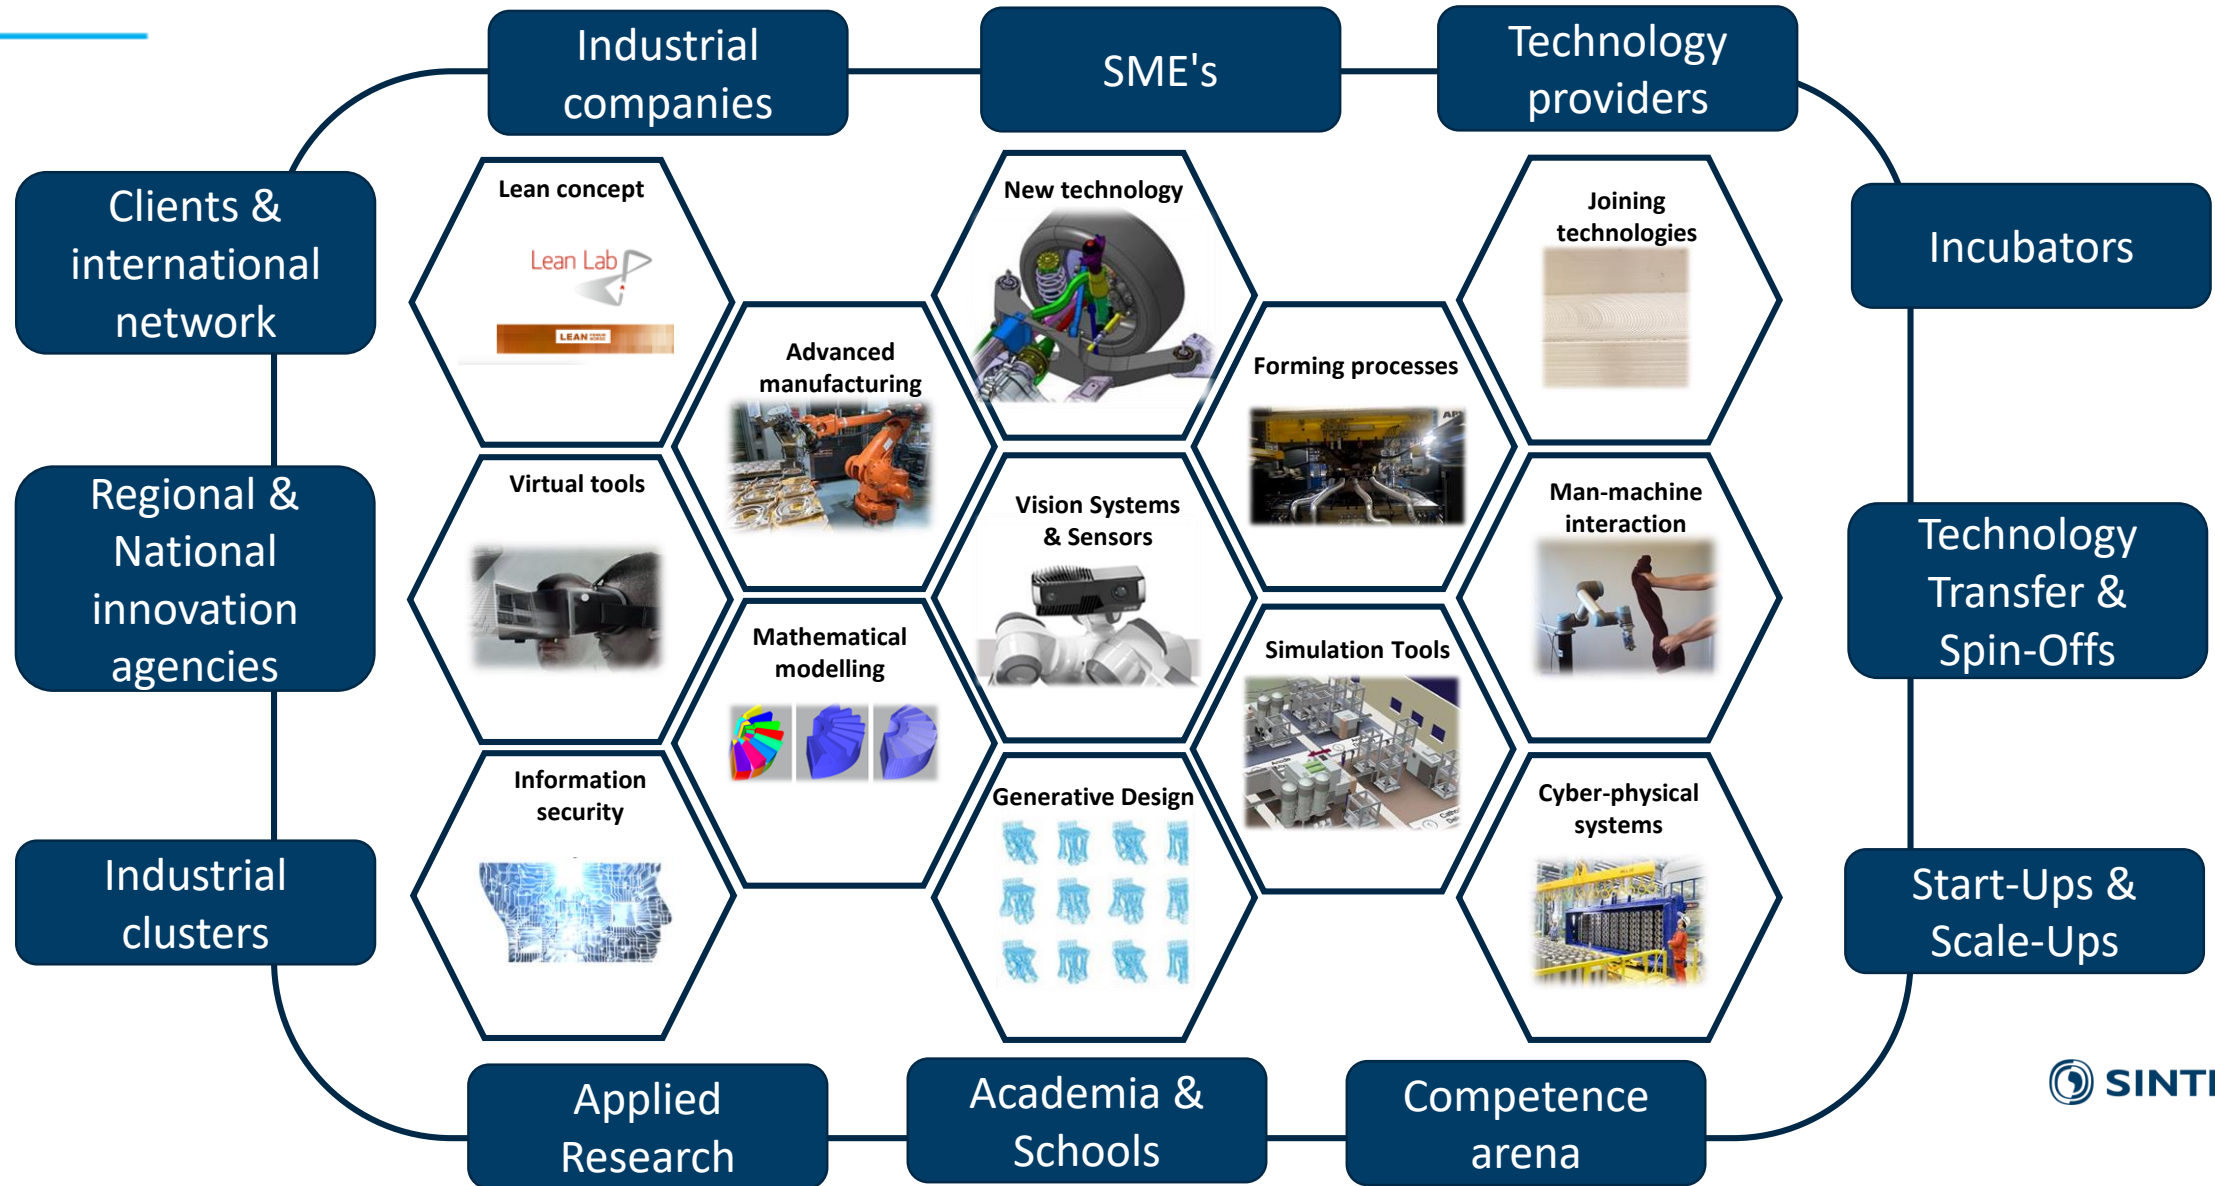 Industrial
companies
SME's
Technology
providers
Clients &
international
network
Incubators
Regional &
National
innovation
agencies
Technology
Transfer &
Spin-Offs
Industrial
clusters
Start-Ups &
Scale-Ups
Applied
Research
Academia &
Schools
Competence
arena
Lean concept
Lean Lab
LEAN
New technology
Joining
technologies
Advanced
manufacturing
Forming processes
Virtual tools
Vision Systems
& Sensors
Man-machine
interaction
Mathematical
modelling
Simulation Tools
Information
security
Generative Design
Cyber-physical
systems
SINT